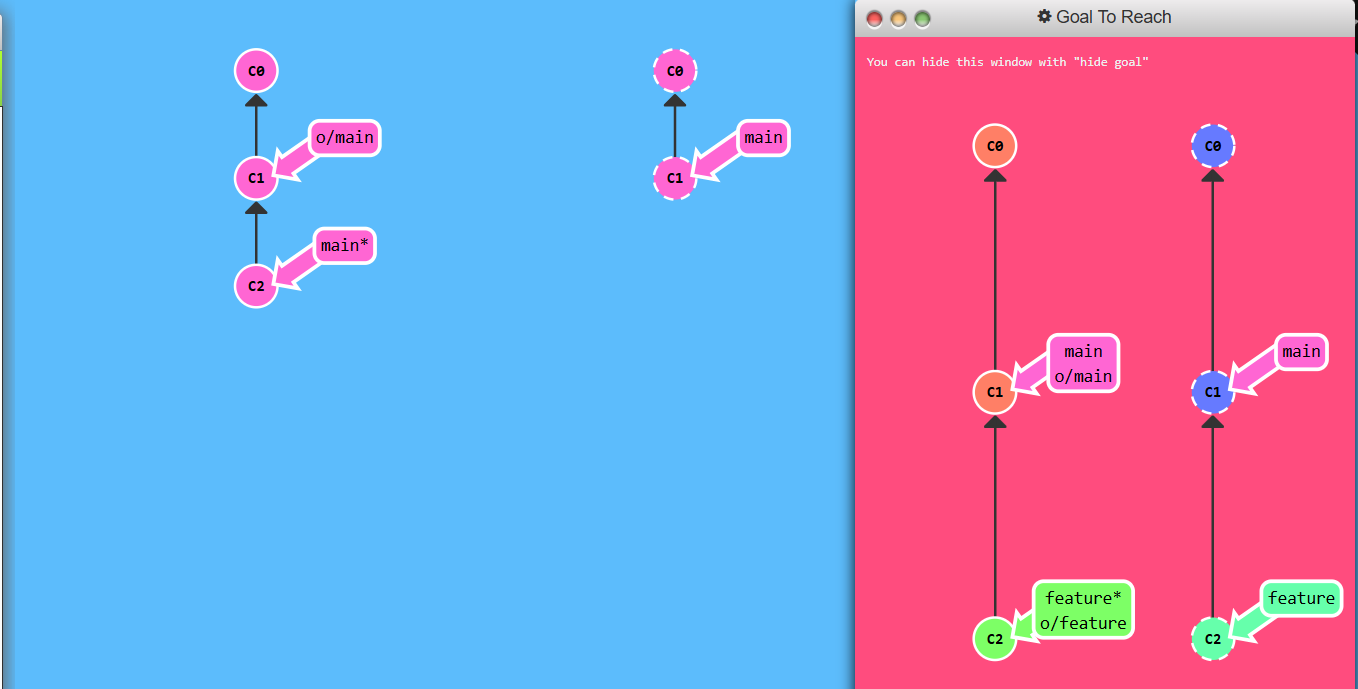 Goal To Reach
You can hide this window with "hide goal"
C0
o/main
C1
main*
C2
C0
main
C1
C0
main
o/main
C1
feature*
o/feature
C2
C0
main
C1
feature
C2